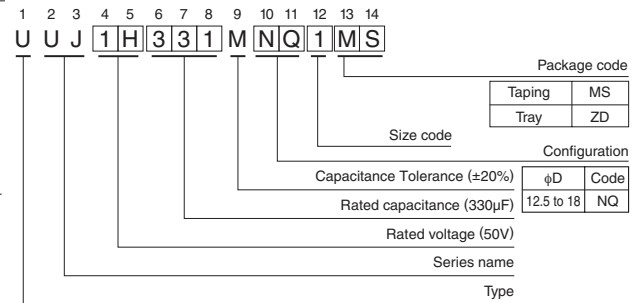 1 2 3 4 5 6 7 8 9 10 11 12 13 14
U U J 1 H 3 3 1 M N Q 1 M S
Package code
Taping MS
Tray ZD
Size code
Configuration
ϕD Code
12.5 to 18 NQ
Capacitance Tolerance (±20%)
Rated capacitance (330µF)
Rated voltage (50V)
Series name
Type